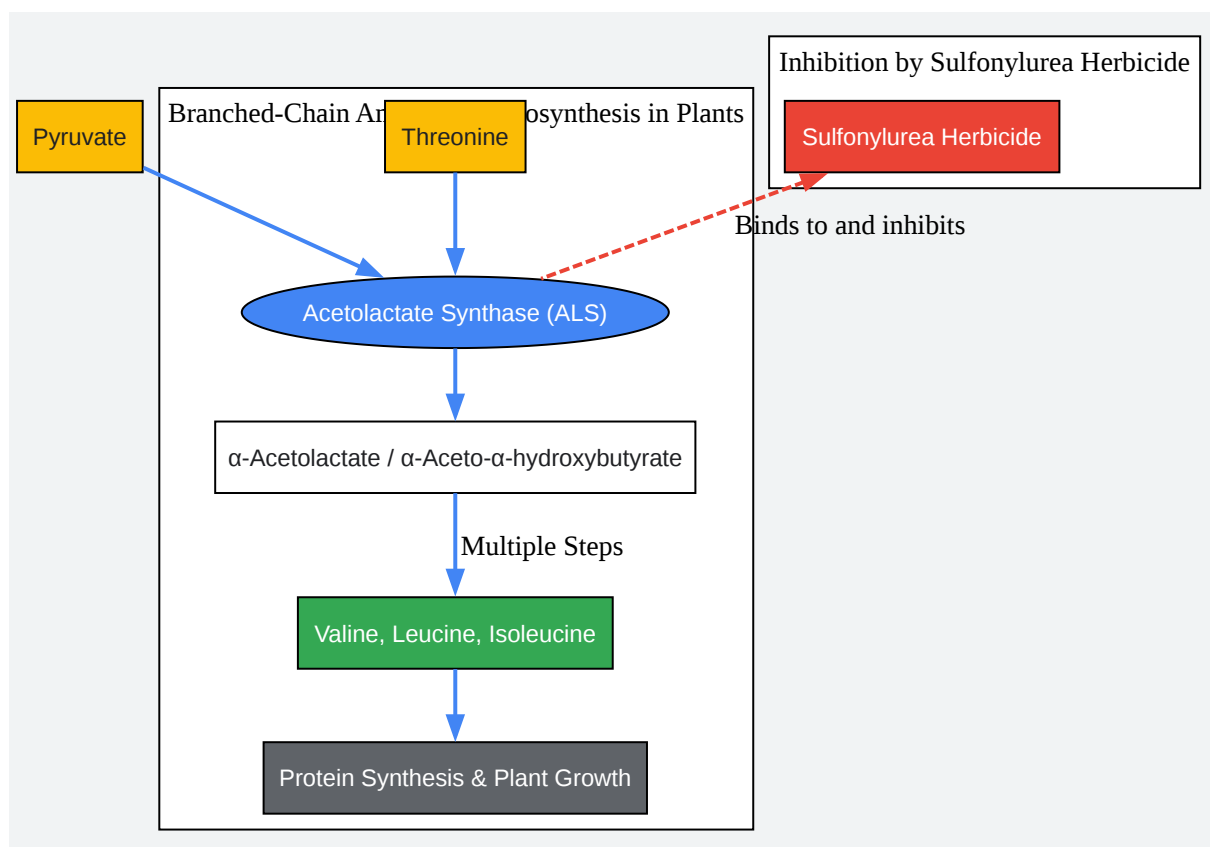 Inhibition by Sulfonylurea Herbicide
Branched-Chain osynthesis in Plants
Pyruvate
Threonine
Sulfonylurea Herbicide
Binds to and inhibits
Acetolactate Synthase (ALS)
α-Acetolactate / α-Aceto-α-hydroxybutyrate
Multiple Steps
Valine, Leucine, Isoleucine
Protein Synthesis & Plant Growth